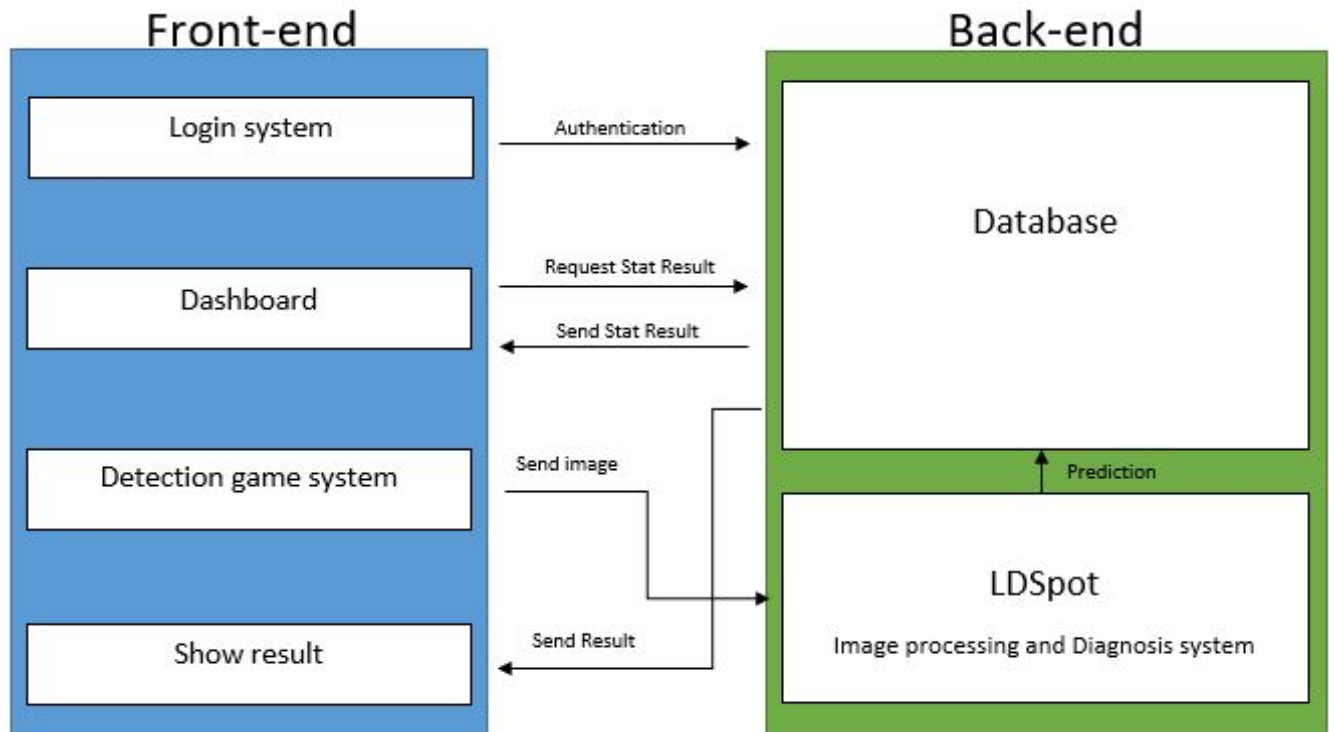 Front-end
Back-end
Login system
Authentication
Database
Dashboard
Request Stat Result
Send Stat Result
Detection game system
Send image
Prediction
LDSpot
Image processing and Diagnosis system
Show result
Send Result